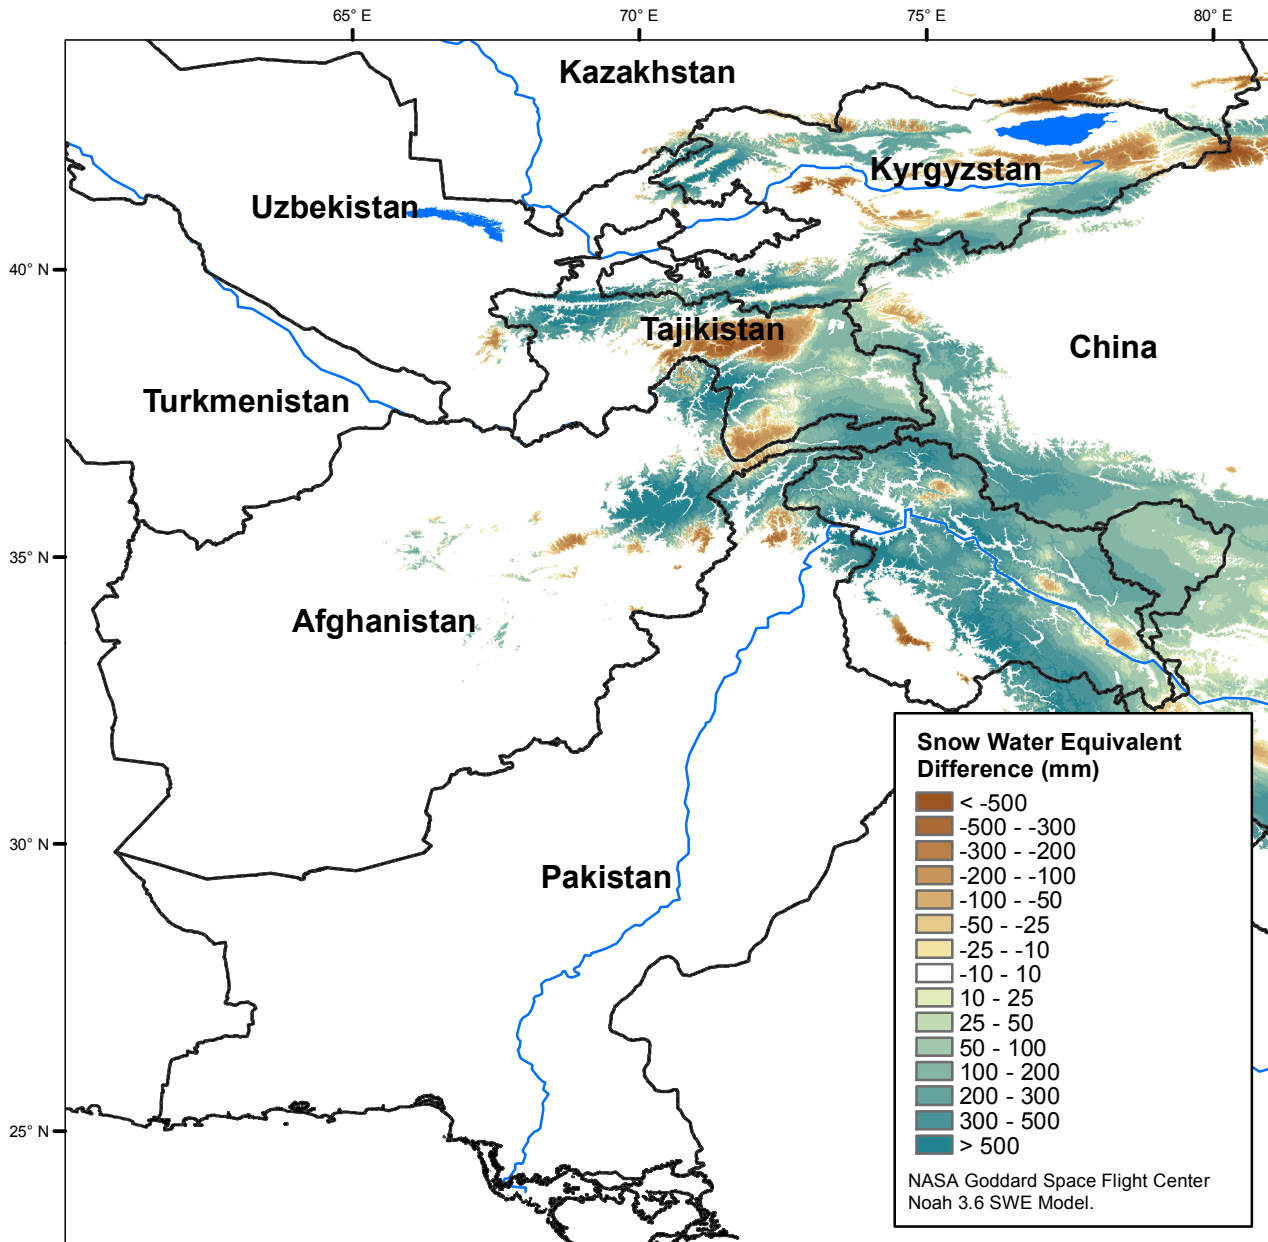 65° E
70° E
75° E
80° E
Kazakhstan
Kyrgyzstan
Uzbekistan
40° N
Tajikistan
China
Turkmenistan
35° N
Afghanistan
30° N
Pakistan
25° N
Snow Water Equivalent
Difference (mm)
< -500
-500 - -300
-300 - -200
-200 - -100
-100 - -50
-50 - -25
-25 - -10
-10 - 10
10 - 25
25 - 50
50 - 100
100 - 200
200 - 300
300 - 500
> 500
NASA Goddard Space Flight Center
Noah 3.6 SWE Model.